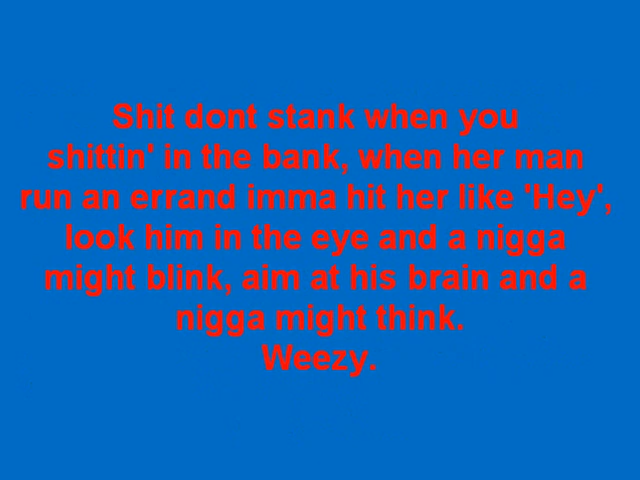 Shit dont stank when you
shittin' in the bank, when her man
run an errand imma hit her like 'Hey',
look him in the eye and a nigga
might blink, aim at his brain and a
nigga might think.
Weezy.